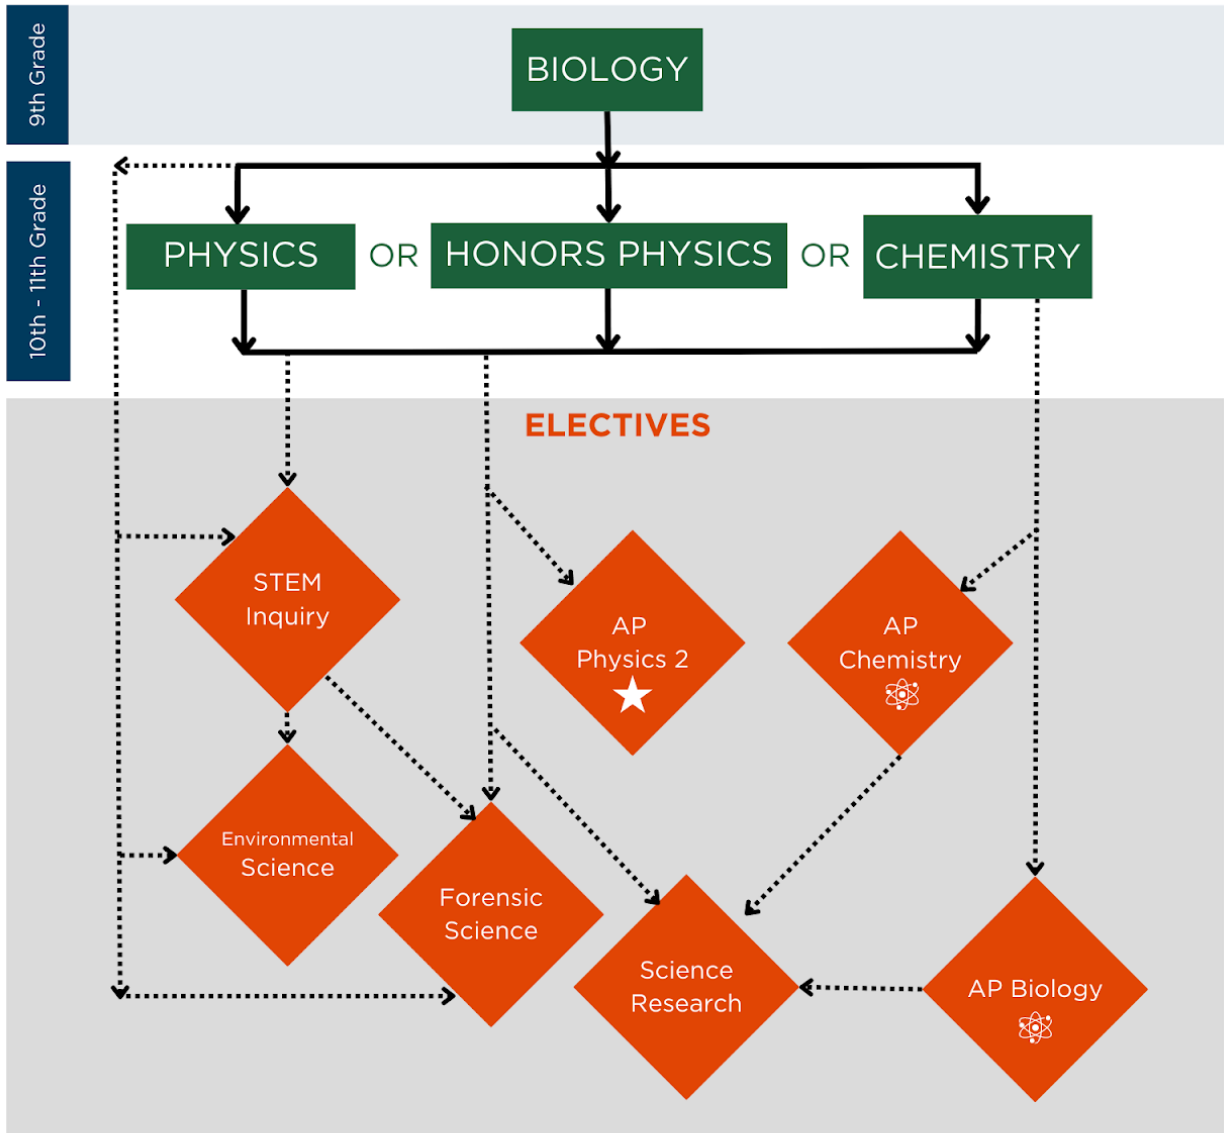 9th Grade
BIOLOGY
10th - 11th Grade
PHYSICS OR HONORS PHYSICS OR CHEMISTRY
ELECTIVES
STEM
Inquiry
AP
Physics 2
AP
Chemistry
Environmental
Science
Forensic
Science
Science
Research
AP Biology